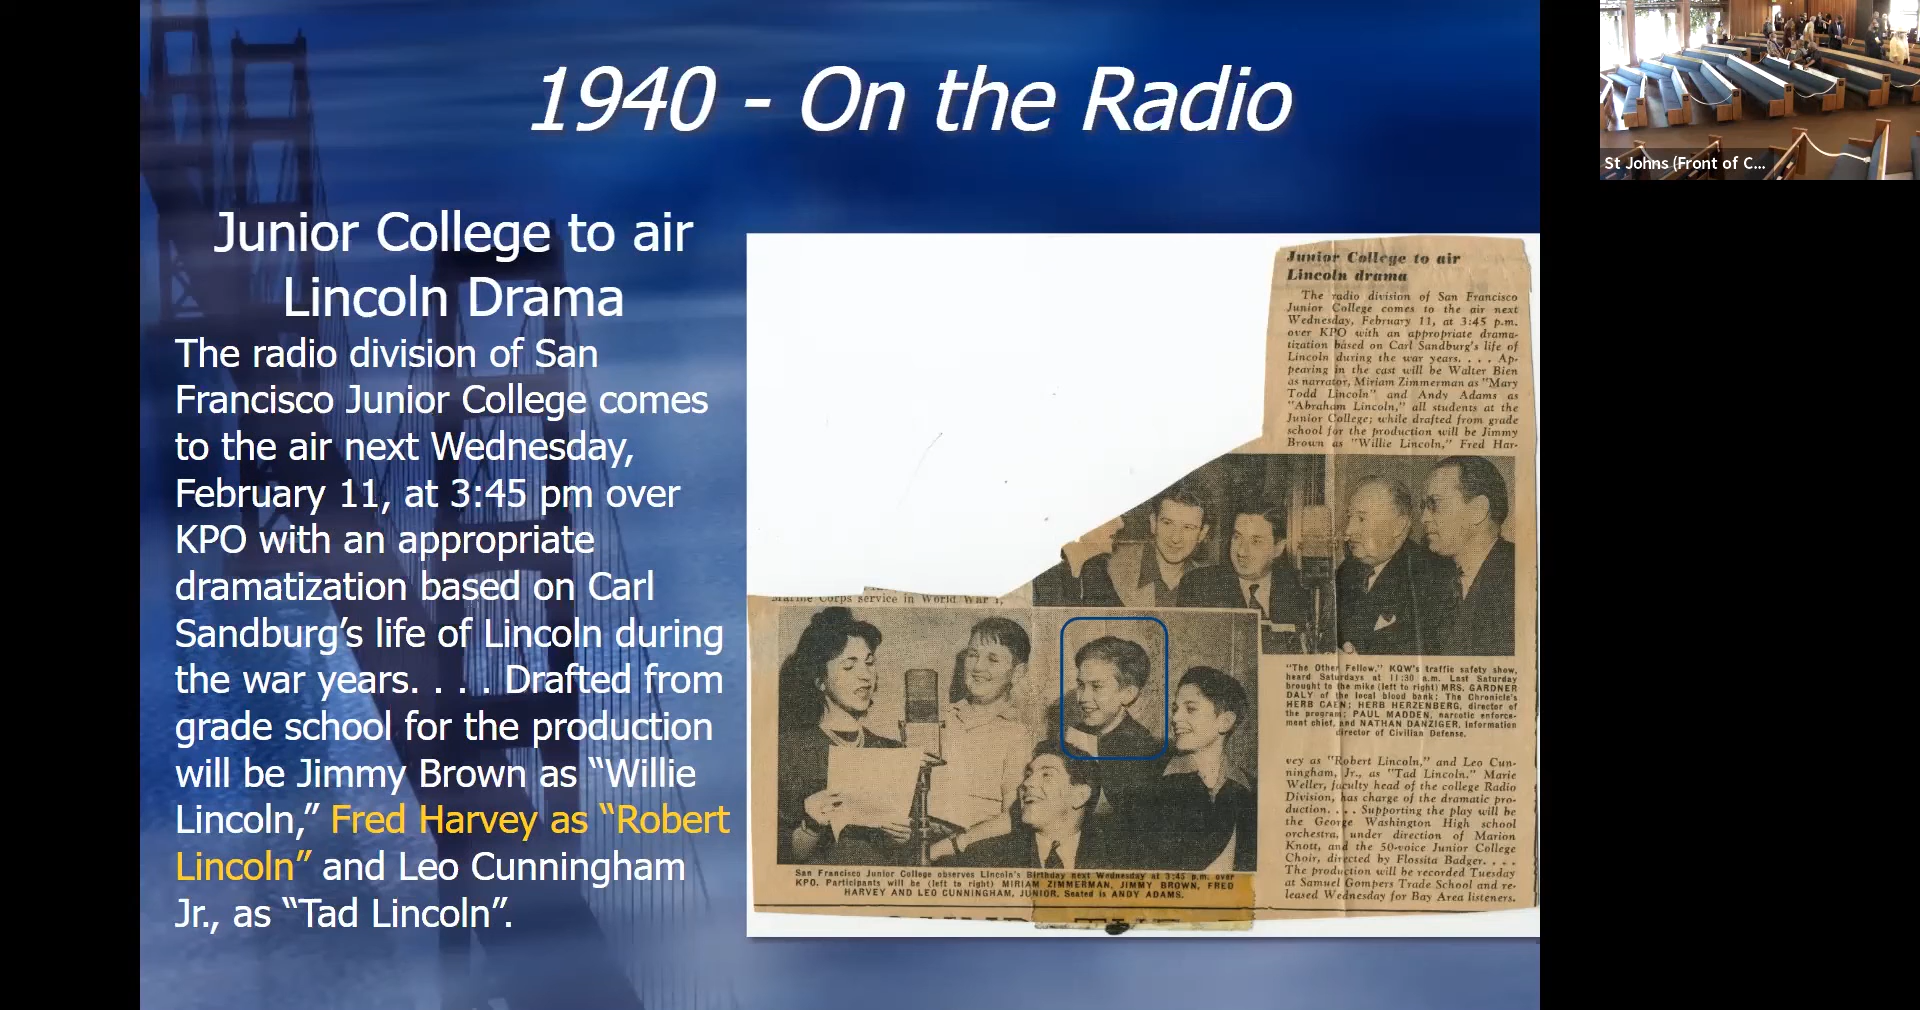 1940 - On the Radio
Junior College to air
Lincoln Drama
The radio division of San
Francisco Junior College comes
to the air next Wednesday,
February 11, at 3:45 pm over
KPO with an appropriate
dramatization based on Carl
Sandburg’s life of Lincoln during
the war years. . . . Drafted from
grade school for the production
will be Jimmy Brown as “Willie
Lincoln,” Fred Harvey as “Robert
Lincoln” and Leo Cunningham
Jr., as “Tad Lincoln”.
Junior College to air
Lincoln drama
The radio division of San Francisco
Junior College comes to the air next
Wednesday, February 11, at 3:45 p.m.
over KPO with an appropriate drama-
tization based on Carl Sandburg's life of
Lincoln during the war years. . . . Ap-
pearing in the cast will be Walter Bien
as narrator, Miriam Zimmerman as "Mary
Todd Lincoln" and Andy Adams as
"Abraham Lincoln," all students at the
Junior College; while drafted from grade
school for the production will be Jimmy
Brown as "Willie Lincoln," Fred Har-
Marine Corps service in World War I,
"The Other Fellow," KQW's traffic safety show,
heard Saturdays at 11:30 a.m. Last Saturday
brought to the mike (left to right) MRS. GARDNER
DALY of the local blood bank; The Chronicle's
HERB CAEN; HERB HERZENBERG, director of
the program; PAUL MADDEN, narcotic enforce-
ment chief, and NATHAN DANZIGER, information
director of Civilian Defense.
vey as "Robert Lincoln," and Leo Cun-
ningham, Jr., as "Tad Lincoln." Marie
Weller, faculty head of the college Radio
Division, has charge of the dramatic pro-
duction. . . . Supporting the play will be
the George Washington High school
orchestra, under direction of Marion
Knott, and the 50-voice Junior College
Choir, directed by Flossita Badger. . . .
The production will be recorded Tuesday
at Samuel Gompers Trade School and re-
leased Wednesday for Bay Area listeners.
San Francisco Junior College observes Lincoln's Birthday next Wednesday at 3:45 p.m. over
KPO. Participants will be (left to right) MIRIAM ZIMMERMAN, JIMMY BROWN, FRED
HARVEY AND LEO CUNNINGHAM, JUNIOR. Seated is ANDY ADAMS.
St Johns (Front of C...